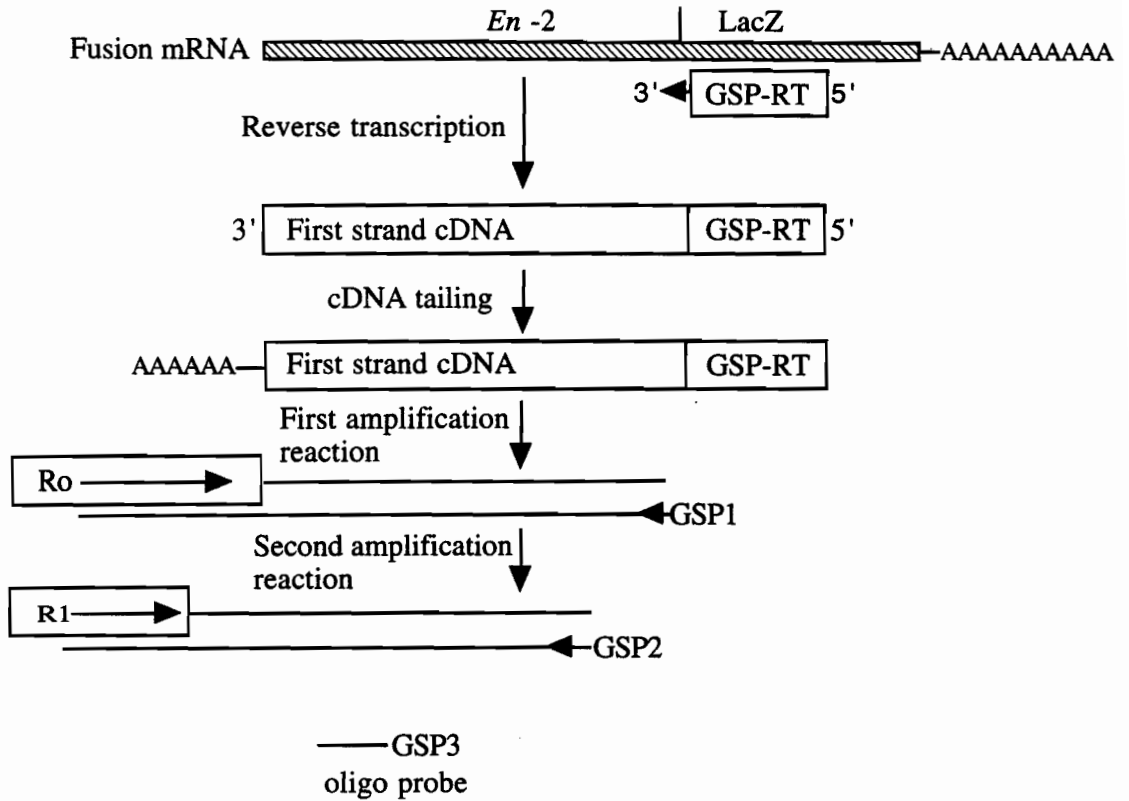 En -2 LacZ
Fusion mRNA AAAAAAAAAA
3' GSP-RT 5'
Reverse transcription
3' First strand cDNA GSP-RT 5'
cDNA tailing
AAAAAA First strand cDNA GSP-RT
First amplification
reaction
Ro
GSP1
Second amplification
reaction
R1
GSP2
GSP3
oligo probe